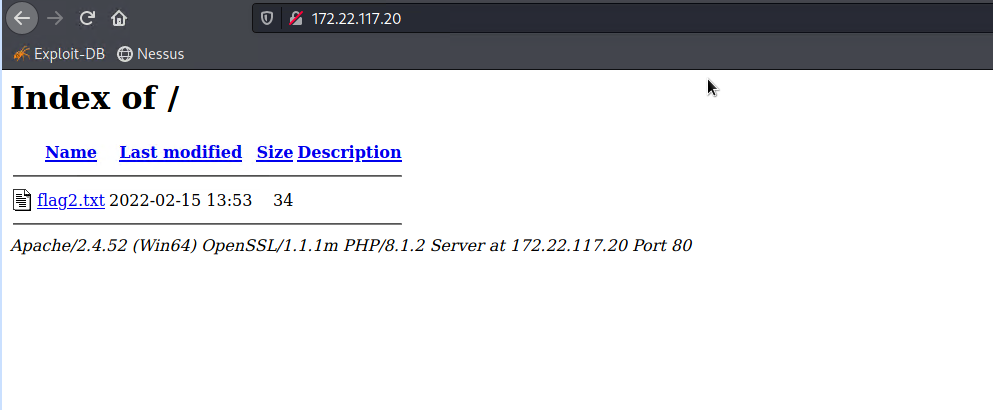 172.22.117.20
Exploit-DB Nessus
Index of /
Name Last modified Size Description
flag2.txt 2022-02-15 13:53 34
Apache/2.4.52 (Win64) OpenSSL/1.1.1m PHP/8.1.2 Server at 172.22.117.20 Port 80